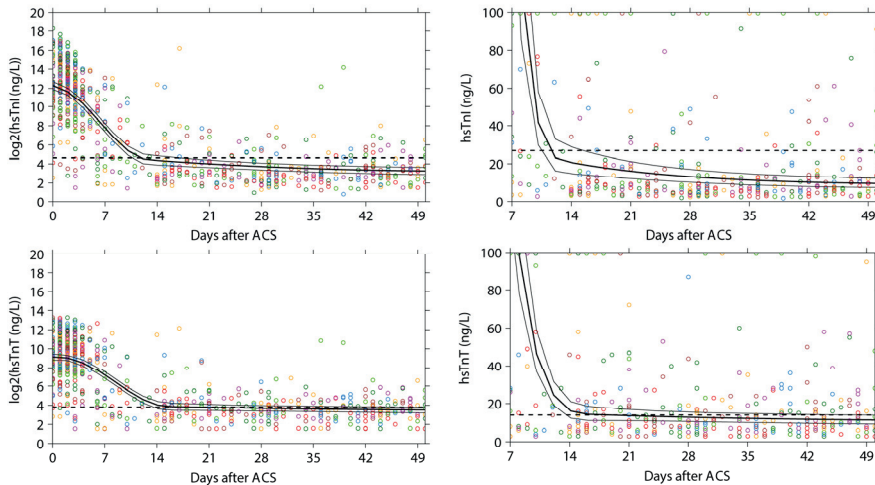 log2(hsTnI(ng/L)
20
18
16
14
12
10
8
6
4
2
0
0 7 14 21 28 35 42 49
Days after ACS
hsTnI (ng/L)
100
80
60
40
20
0
7 14 21 28 35 42 49
Days after ACS
log2(hsTnT (ng/L)
20
18
16
14
12
10
8
6
4
2
0
0 7 14 21 28 35 42 49
Days after ACS
hsTnT (ng/L)
100
80
60
40
20
0
7 14 21 28 35 42 49
Days after ACS